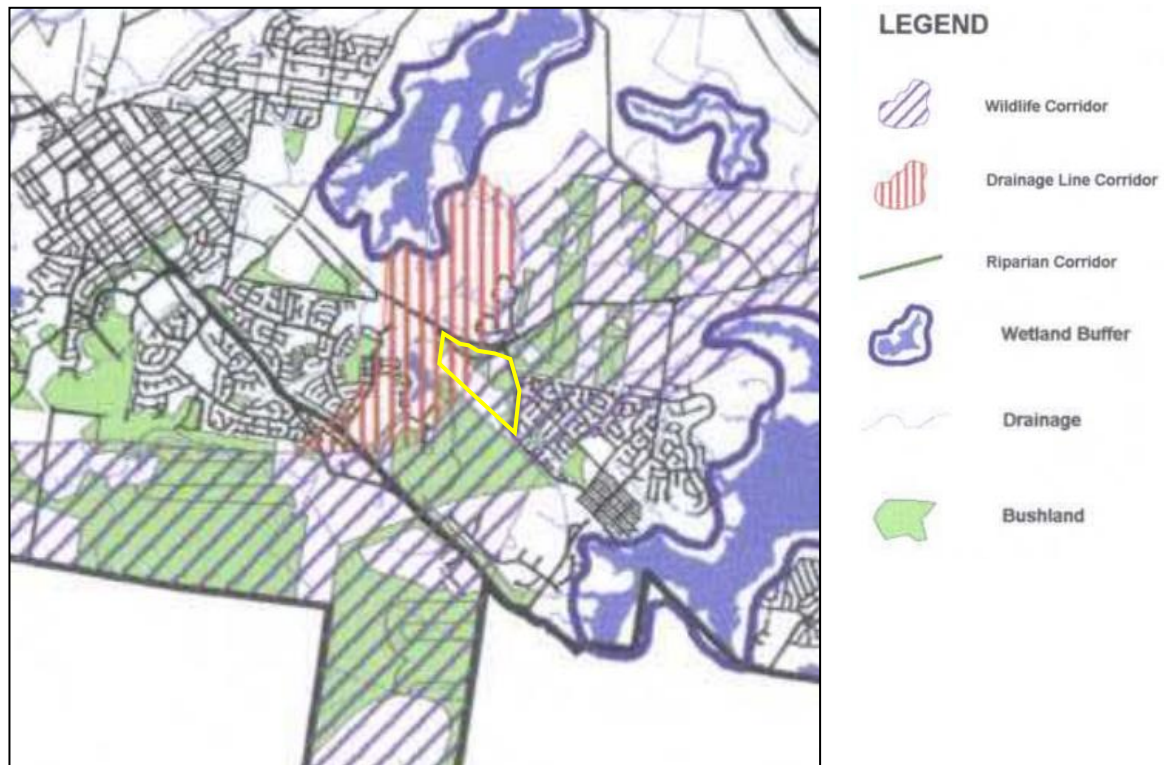 LEGEND
Wildlife Corridor
Drainage Line Corridor
Riparian Corridor
Wetland Buffer
Drainage
Bushland